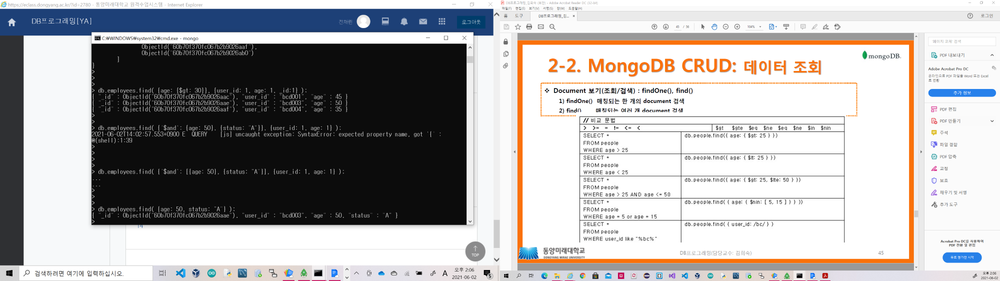 https://eclass.dongyang.ac.kr/?id=2780 - 동양미래대학교 원격수업시스템 - Internet Explorer
DB프로그래밍[YA]
전채린
로그아웃
C:₩WINDOWS₩system32₩cmd.exe - mongo
ObjectId("60b70f370fc067b2b9026aaf"),
ObjectId("60b70f370fc067b2b9026ab0")
]
}
>
>
>
> db.employees.find( {age: {$gt: 30}}, {user_id: 1, age: 1, _id:1} );
{ "_id" : ObjectId("60b70f370fc067b2b9026aac"), "user_id" : "bcd001", "age" : 45 }
{ "_id" : ObjectId("60b70f370fc067b2b9026aae"), "user_id" : "bcd003", "age" : 50 }
{ "_id" : ObjectId("60b70f370fc067b2b9026aaf"), "user_id" : "bcd004", "age" : 35 }
>
>
> db.employees.find( {'$and': {age: 50}, {status: "A"}}, {user_id: 1, age: 1} );
2021-06-02T14:02:57.553+0900 E  QUERY    [js] uncaught exception: SyntaxError: expected property name, got '{' :
@(shell):1:39
>
>
>
>
> db.employees.find( {'$and': [{age: 50}, {status: "A"}], {user_id: 1, age: 1} );
...
...
>
>
>
> db.employees.find( {age: 50, status: "A"} );
{ "_id" : ObjectId("60b70f370fc067b2b9026aae"), "user_id" : "bcd003", "age" : 50, "status" : "A" }
>
14
TOP
검색하려면 여기에 입력하십시오.
A
오후 2:06
2021-06-02
5
DB프로그래밍_김희숙 (보안) - Adobe Acrobat Reader DC (32-bit)
파일(F) 편집(E) 보기(V) 서명(S) 창(W) 도움말(H)
홈 도구 DB프로그래밍_김... ×
로그인
45 / 56
104%
mongoDB.
2-2. MongoDB CRUD: 데이터 조회
❖ Document 보기(조회/검색) : findOne(), find()
1) findOne() 매칭되는 한 개의 document 검색
2) find() 매칭되는 여러 개 document 검색
// 비교 문법
> >= = != <= < $gt $gte $eq $ne $eq $ne $in $nin
SELECT * db.people.find({ age: { $gt: 25 } })
FROM people
WHERE age > 25
SELECT * db.people.find({ age: { $lt: 25 } })
FROM people
WHERE age < 25
SELECT * db.people.find({ age: { $gt: 25, $lte: 50 } })
FROM people
WHERE age > 25 AND age <= 50
SELECT * db.people.find( { age: { $nin: [ 5, 15 ] } } ))
FROM people
WHERE age = 5 or age = 15
SELECT * db.people.find( { user_id: /bc/ } )
FROM people
WHERE user_id like "%bc%"
동양미래대학교
DONGYANG MIRAE UNIVERSITY
DB프로그래밍(담당교수: 김희숙)
45
'페이지 교체' 검색
PDF 내보내기
Adobe Acrobat Pro DC
온라인으로 PDF 파일을 Word 또는 Excel
로 변환
추가 정보
PDF 편집
PDF 만들기
주석
파일 결합
PDF 압축
교정
보호
채우기 및 서명
추가 도구
Acrobat Pro DC를 사용하여
PDF 전환 및 편집
무료 평가판 시작
오후 2:06
2021-06-02